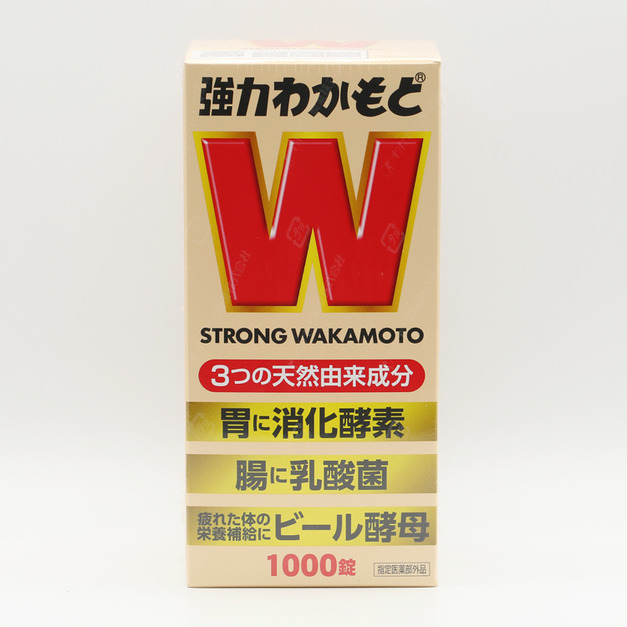 強力わかもと®
W
STRONG WAKAMOTO
3つの天然由来成分
胃に消化酵素
腸に乳酸菌
疲れた体の
栄養補給にビール酵母
1000錠
指定医薬部外品